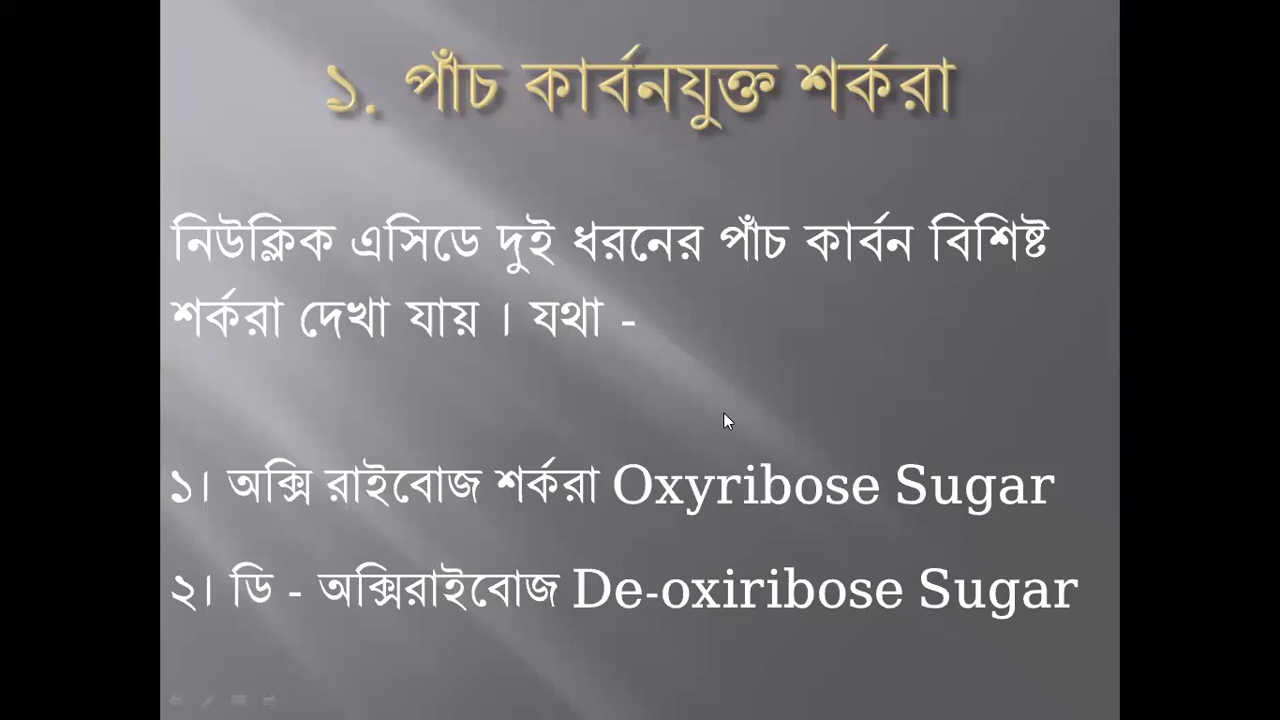 ১. পাঁচ কার্বনযুক্ত শর্করা
নিউক্লিক এসিডে দুই ধরনের পাঁচ কার্বন বিশিষ্ট
শর্করা দেখা যায় । যথা -
১। অক্সি রাইবোজ শর্করা Oxyribose Sugar
২। ডি - অক্সিরাইবোজ De-oxiribose Sugar